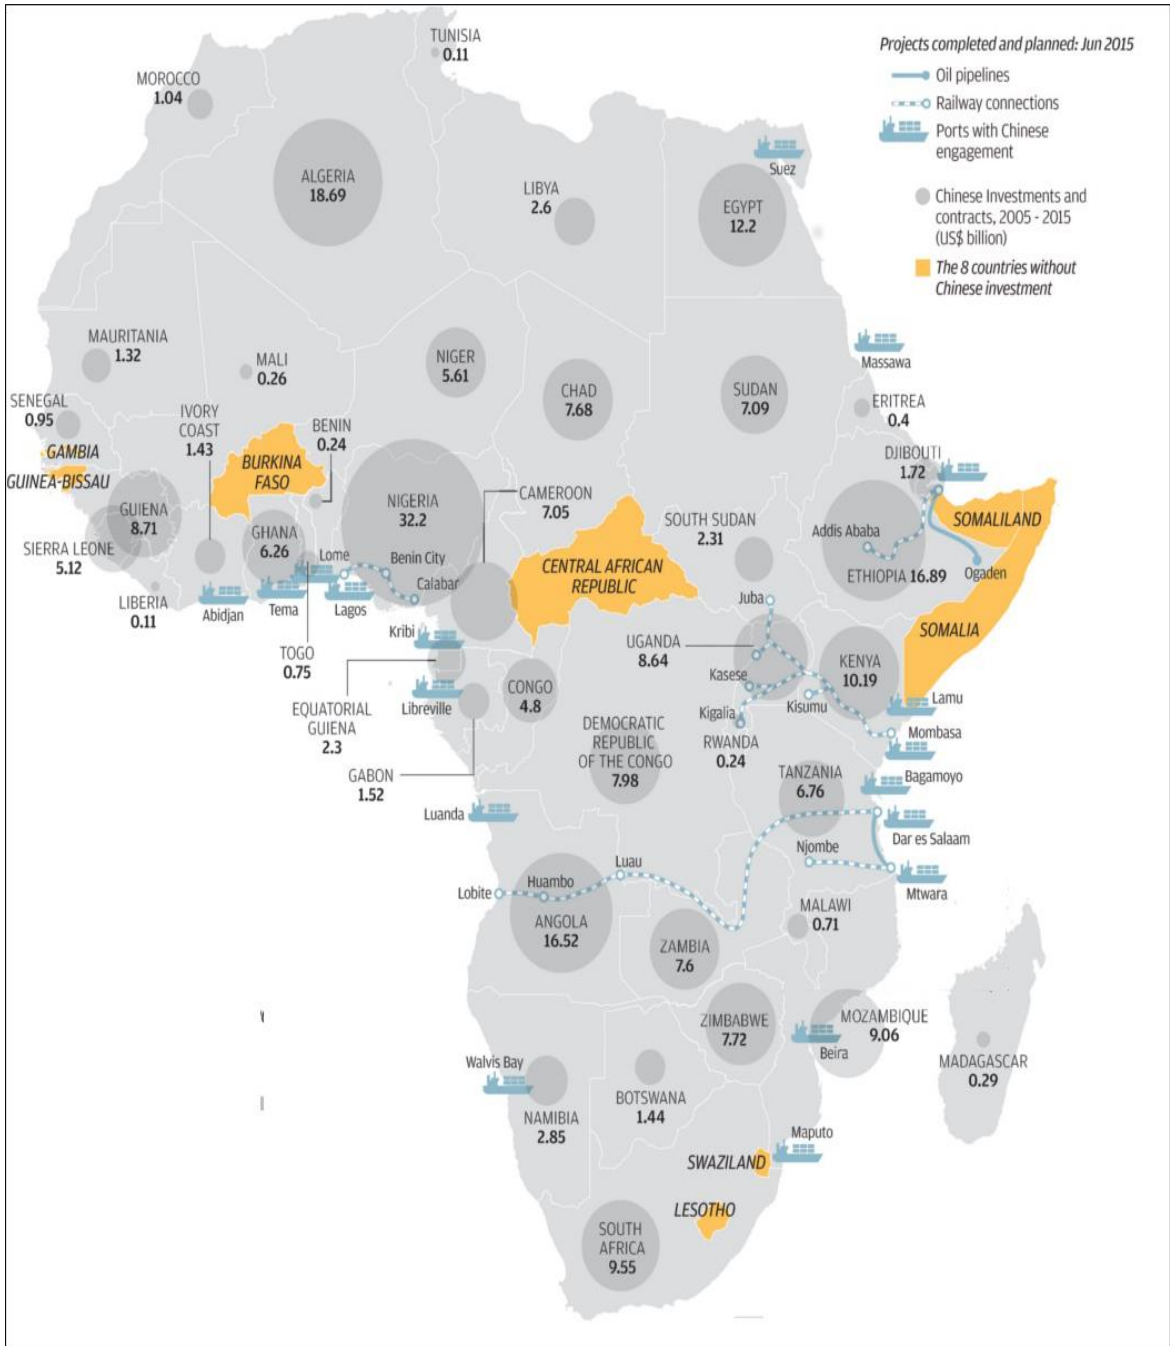 TUNISIA
0.11
MOROCCO
1.04
ALGERIA
18.69
LIBYA
2.6
Suez
EGYPT
12.2
Projects completed and planned: Jun 2015
Oil pipelines
Railway connections
Ports with Chinese
engagement
Chinese Investments and
contracts, 2005 - 2015
(US$ billion)
The 8 countries without
Chinese investment
MAURITANIA
1.32
MALI
0.26
NIGER
5.61
CHAD
7.68
SUDAN
7.09
Massawa
ERITREA
0.4
SENEGAL
0.95
GAMBIA
GUINEA-BISSAU
IVORY
COAST
1.43
BURKINA
FASO
BENIN
0.24
DJIBOUTI
1.72
GUIENA
8.71
SIERRA LEONE
5.12
LIBERIA
0.11
GHANA
6.26
NIGERIA
32.2
CAMEROON
7.05
SOUTH SUDAN
2.31
Addis Ababa
ETHIOPIA 16.89
SOMALILAND
Ogaden
SOMALIA
CENTRAL AFRICAN
REPUBLIC
Lome
Benin City
Calabar
Abidjan
Tema
Lagos
TOGO
0.75
Kribi
EQUATORIAL
GUIENA
2.3
Libreville
GABON
1.52
CONGO
4.8
DEMOCRATIC
REPUBLIC
OF THE CONGO
7.98
Juba
UGANDA
8.64
Kasese
Kigalia
RWANDA
0.24
Kisumu
KENYA
10.19
Lamu
Mombasa
Bagamoyo
TANZANIA
6.76
Dar es Salaam
Njombe
Mtwara
Luanda
Lobite
Huambo
Luau
ANGOLA
16.52
ZAMBIA
7.6
MALAWI
0.71
ZIMBABWE
7.72
MOZAMBIQUE
9.06
Beira
MADAGASCAR
0.29
Walvis Bay
NAMIBIA
2.85
BOTSWANA
1.44
Maputo
SWAZILAND
LESOTHO
SOUTH
AFRICA
9.55